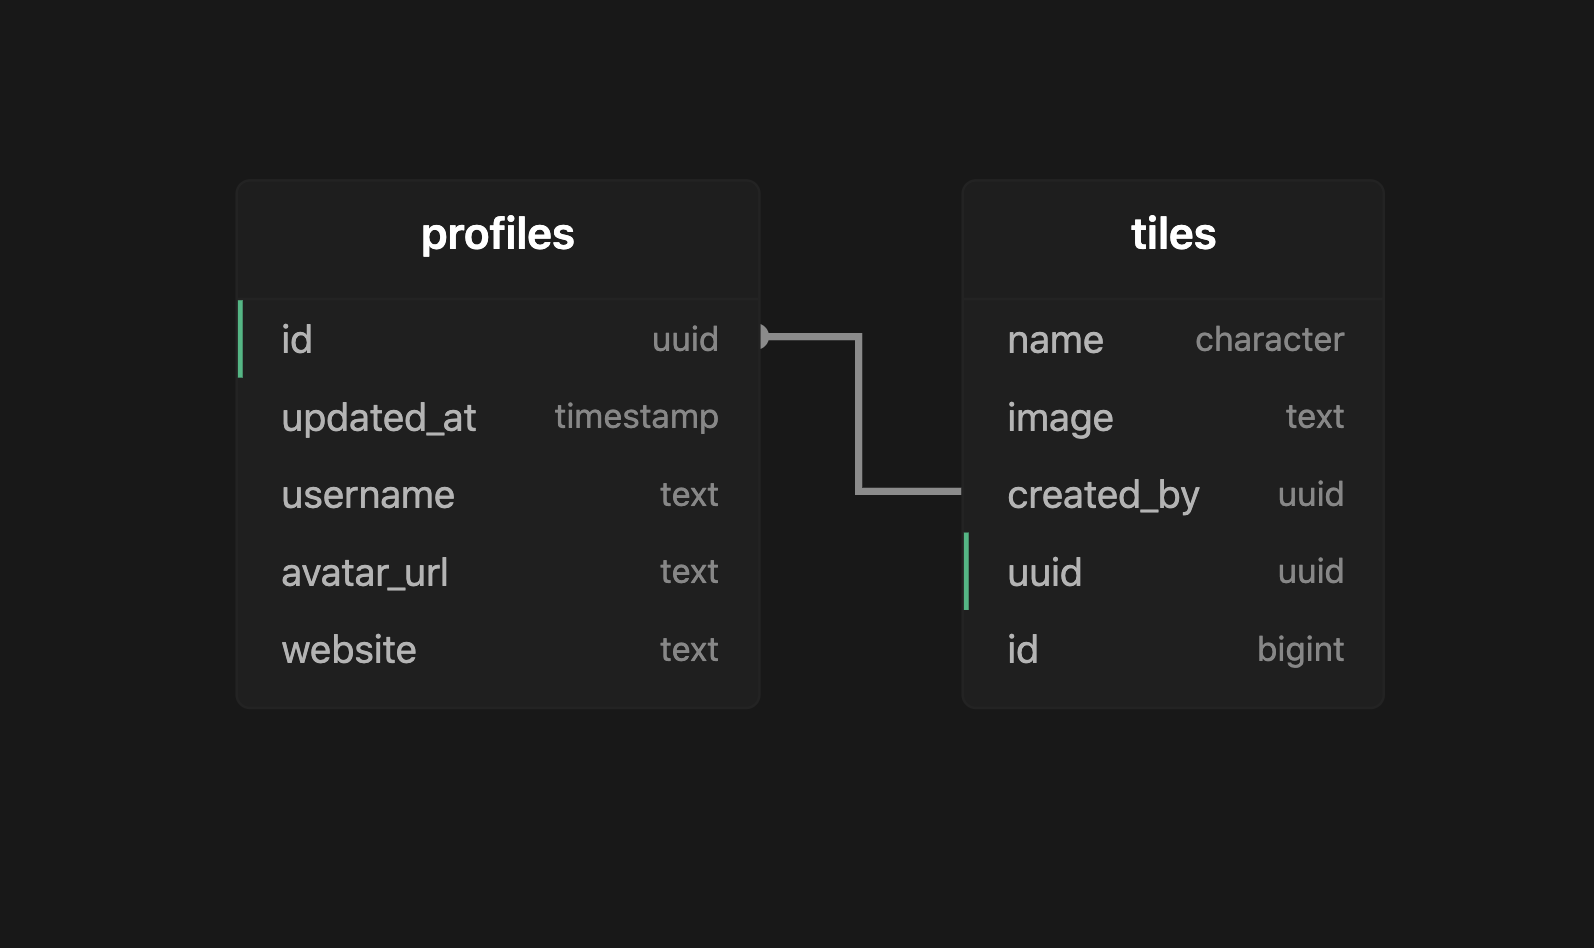 profiles
id uuid
updated_at timestamp
username text
avatar_url text
website text
tiles
name character
image text
created_by uuid
uuid uuid
id bigint